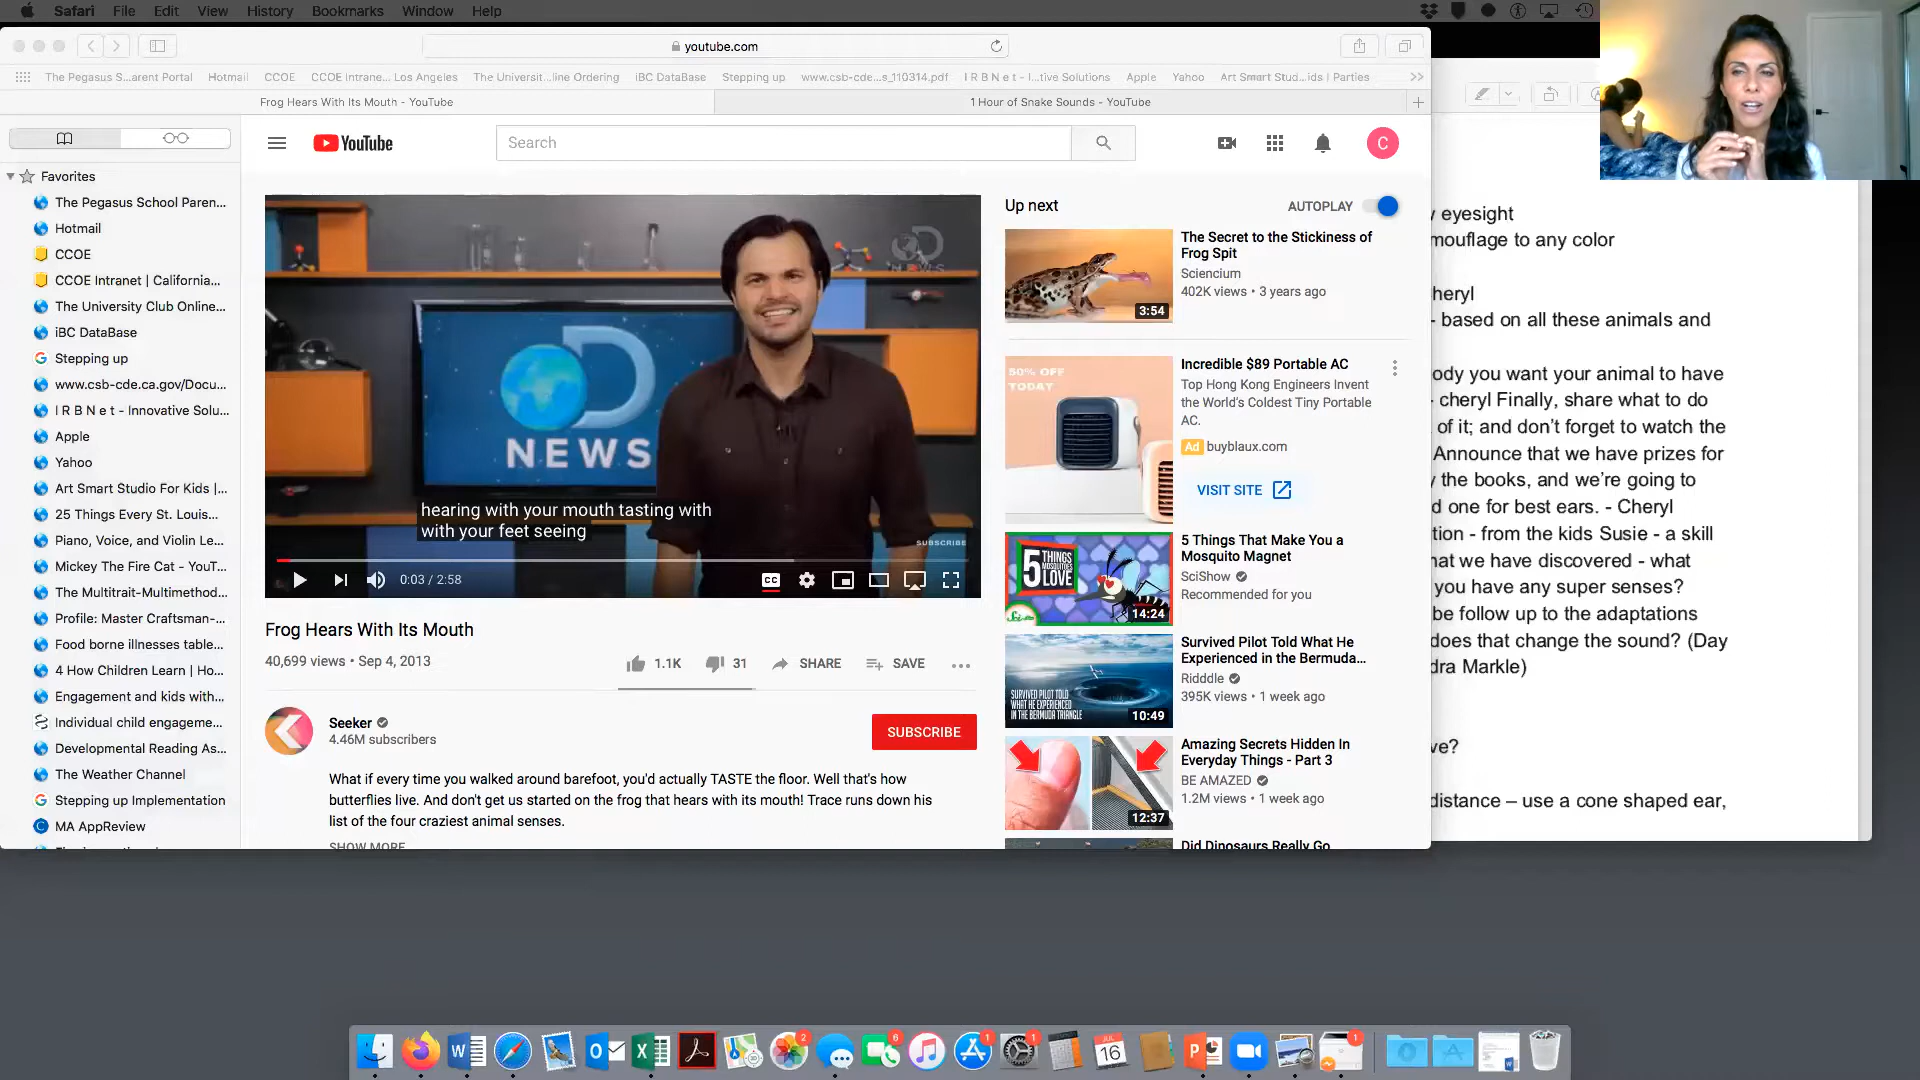 Safari File Edit View History Bookmarks Window Help
youtube.com
The Pegasus S...arent Portal Hotmail CCOE CCOE Intrane... Los Angeles The Universit...line Ordering iBC DataBase Stepping up www.csb-cde...s_110314.pdf I R B N e t - I...tive Solutions Apple Yahoo Art Smart Stud...ids | Parties
Frog Hears With Its Mouth - YouTube
1 Hour of Snake Sounds - YouTube
Favorites
The Pegasus School Paren...
Hotmail
CCOE
CCOE Intranet | California...
The University Club Online...
iBC DataBase
Stepping up
www.csb-cde.ca.gov/Docu...
I R B N e t - Innovative Solu...
Apple
Yahoo
Art Smart Studio For Kids |...
25 Things Every St. Louis...
Piano, Voice, and Violin Le...
Mickey The Fire Cat - YouT...
The Multitrait-Multimethod...
Profile: Master Craftsman-...
Food borne illnesses table...
4 How Children Learn | Ho...
Engagement and kids with...
Individual child engageme...
Developmental Reading As...
The Weather Channel
Stepping up Implementation
MA AppReview
YouTube
Search
C
D
NEWS
NEWS
hearing with your mouth tasting with
with your feet seeing
SUBSCRIBE
0:03 / 2:58
CC
Frog Hears With Its Mouth
40,699 views • Sep 4, 2013
1.1K 31 SHARE SAVE
Seeker
4.46M subscribers
SUBSCRIBE
What if every time you walked around barefoot, you'd actually TASTE the floor. Well that's how
butterflies live. And don't get us started on the frog that hears with its mouth! Trace runs down his
list of the four craziest animal senses.
SHOW MORE
Up next
AUTOPLAY
The Secret to the Stickiness of
Frog Spit
Sciencium
402K views • 3 years ago
3:54
50% OFF
TODAY
Incredible $89 Portable AC
Top Hong Kong Engineers Invent
the World's Coldest Tiny Portable
AC.
Ad buyblaux.com
VISIT SITE
5 THINGS
MOSQUITOES
LOVE
14:24
5 Things That Make You a
Mosquito Magnet
SciShow
Recommended for you
SURVIVED PILOT TOLD
WHAT HE EXPERIENCED
IN THE BERMUDA TRIANGLE
10:49
Survived Pilot Told What He
Experienced in the Bermuda...
Ridddle
395K views • 1 week ago
12:37
Amazing Secrets Hidden In
Everyday Things - Part 3
BE AMAZED
1.2M views • 1 week ago
Did Dinosaurs Really Go
y eyesight
mouflage to any color
heryl
- based on all these animals and
ody you want your animal to have
- cheryl Finally, share what to do
of it; and don't forget to watch the
Announce that we have prizes for
y the books, and we're going to
d one for best ears. - Cheryl
tion - from the kids Susie - a skill
hat we have discovered - what
you have any super senses?
be follow up to the adaptations
does that change the sound? (Day
dra Markle)
ve?
distance – use a cone shaped ear,
2
6
1
1
JUL
16
1